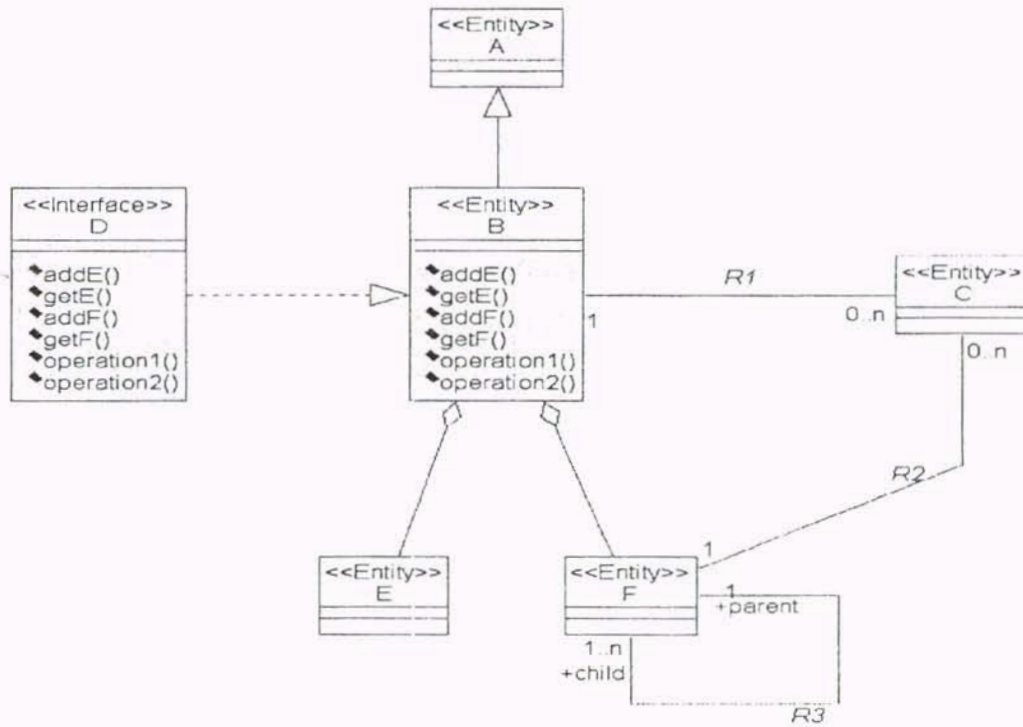 <<Entity>>
A
<<Interface>>
D
addE()
getE()
addF()
getF()
operation1()
operation2()
<<Entity>>
B
addE()
getE()
addF()
getF()
operation1()
operation2()
1
R1
0..n
<<Entity>>
C
0..n
R2
1
<<Entity>>
E
<<Entity>>
F
1
+parent
1..n
+child
R3